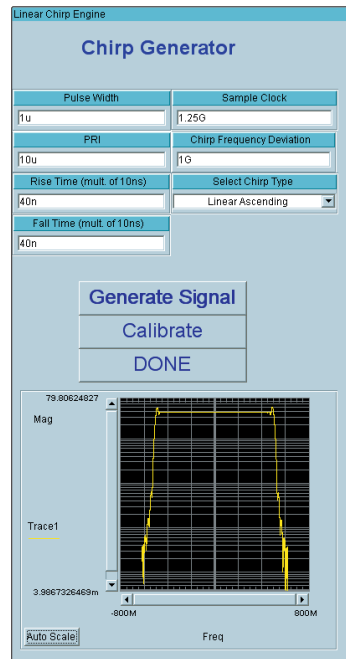 Linear Chirp Engine
Chirp Generator
Pulse Width
Sample Clock
1u
1.25G
PRI
Chirp Frequency Deviation
10u
1G
Rise Time (mult. of 10ns)
Select Chirp Type
40n
Linear Ascending
Fall Time (mult. of 10ns)
40n
Generate Signal
Calibrate
DONE
79.80624827
Mag
Trace1
3.9867326469m
-800M
800M
Auto Scale
Freq